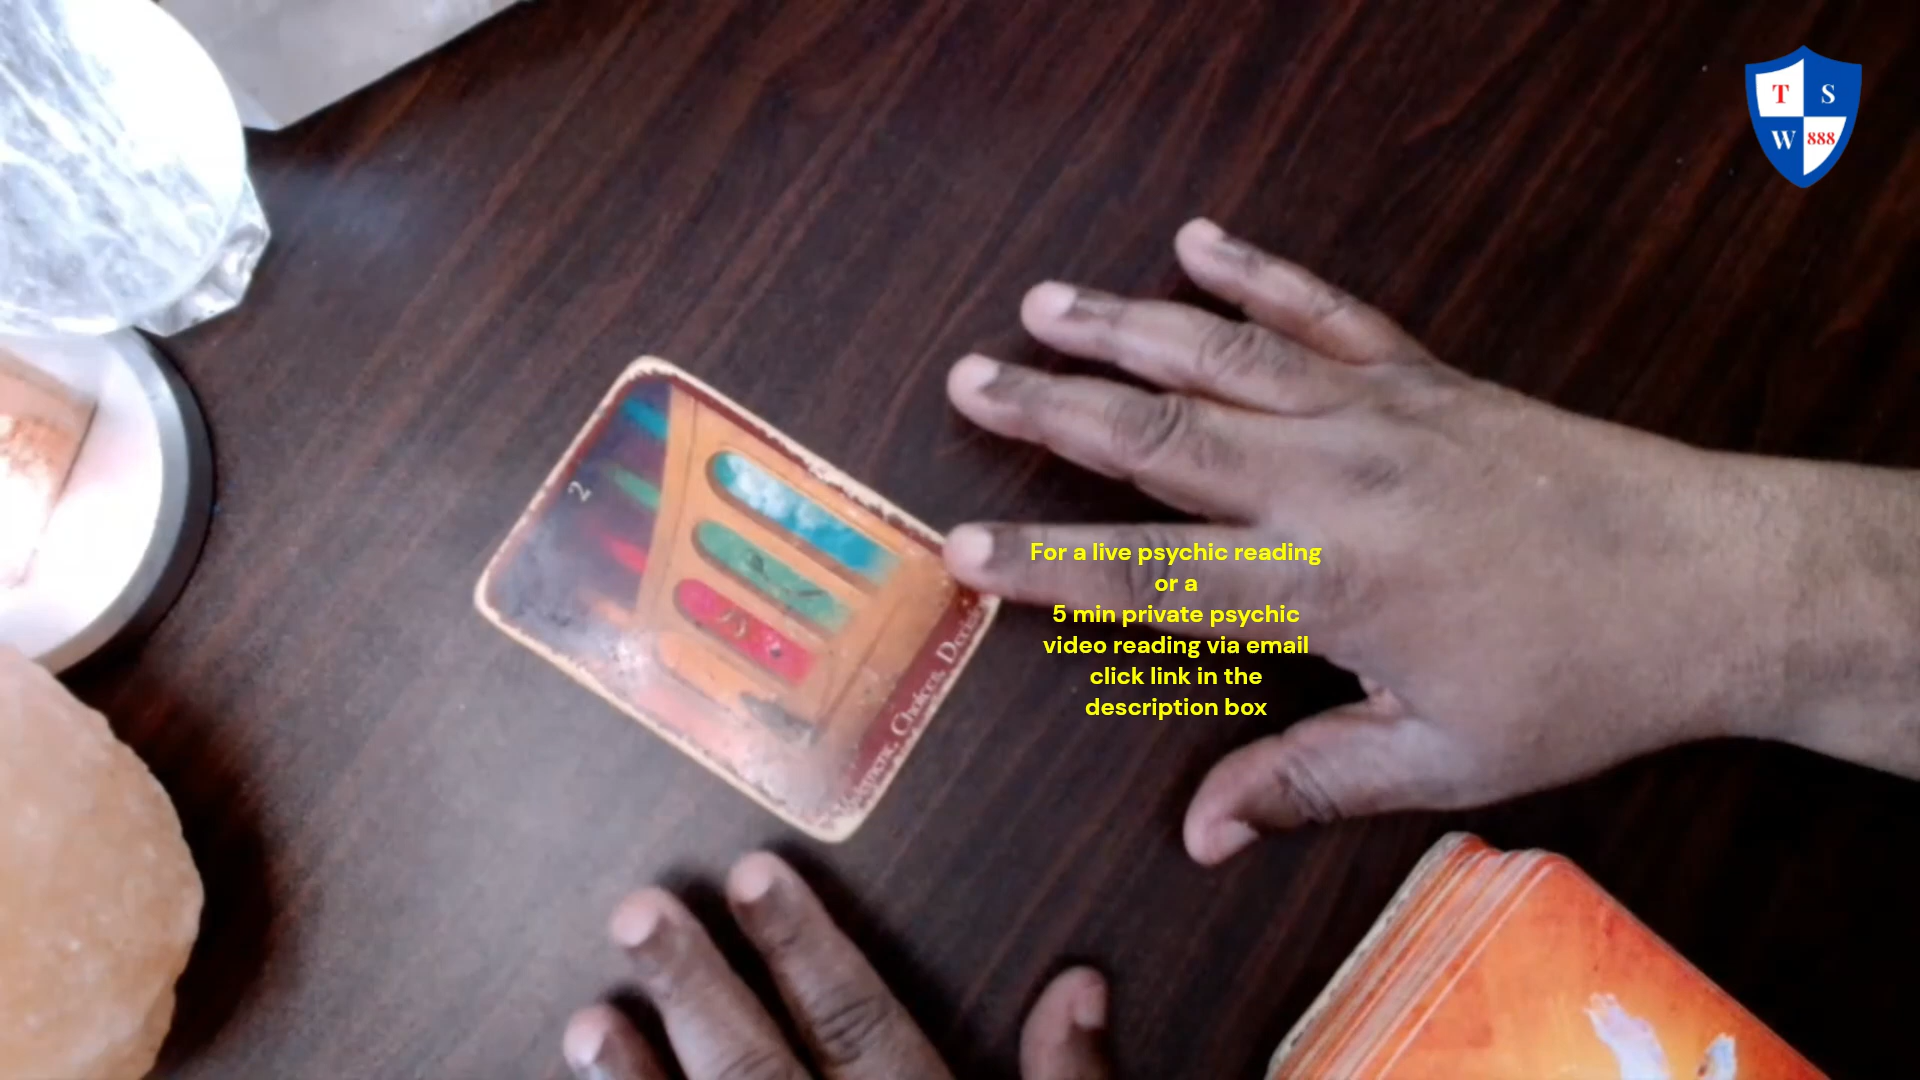 T S
W 888
2
For a live psychic reading
or a
5 min private psychic
video reading via email
click link in the
description box
Choices, Decisi